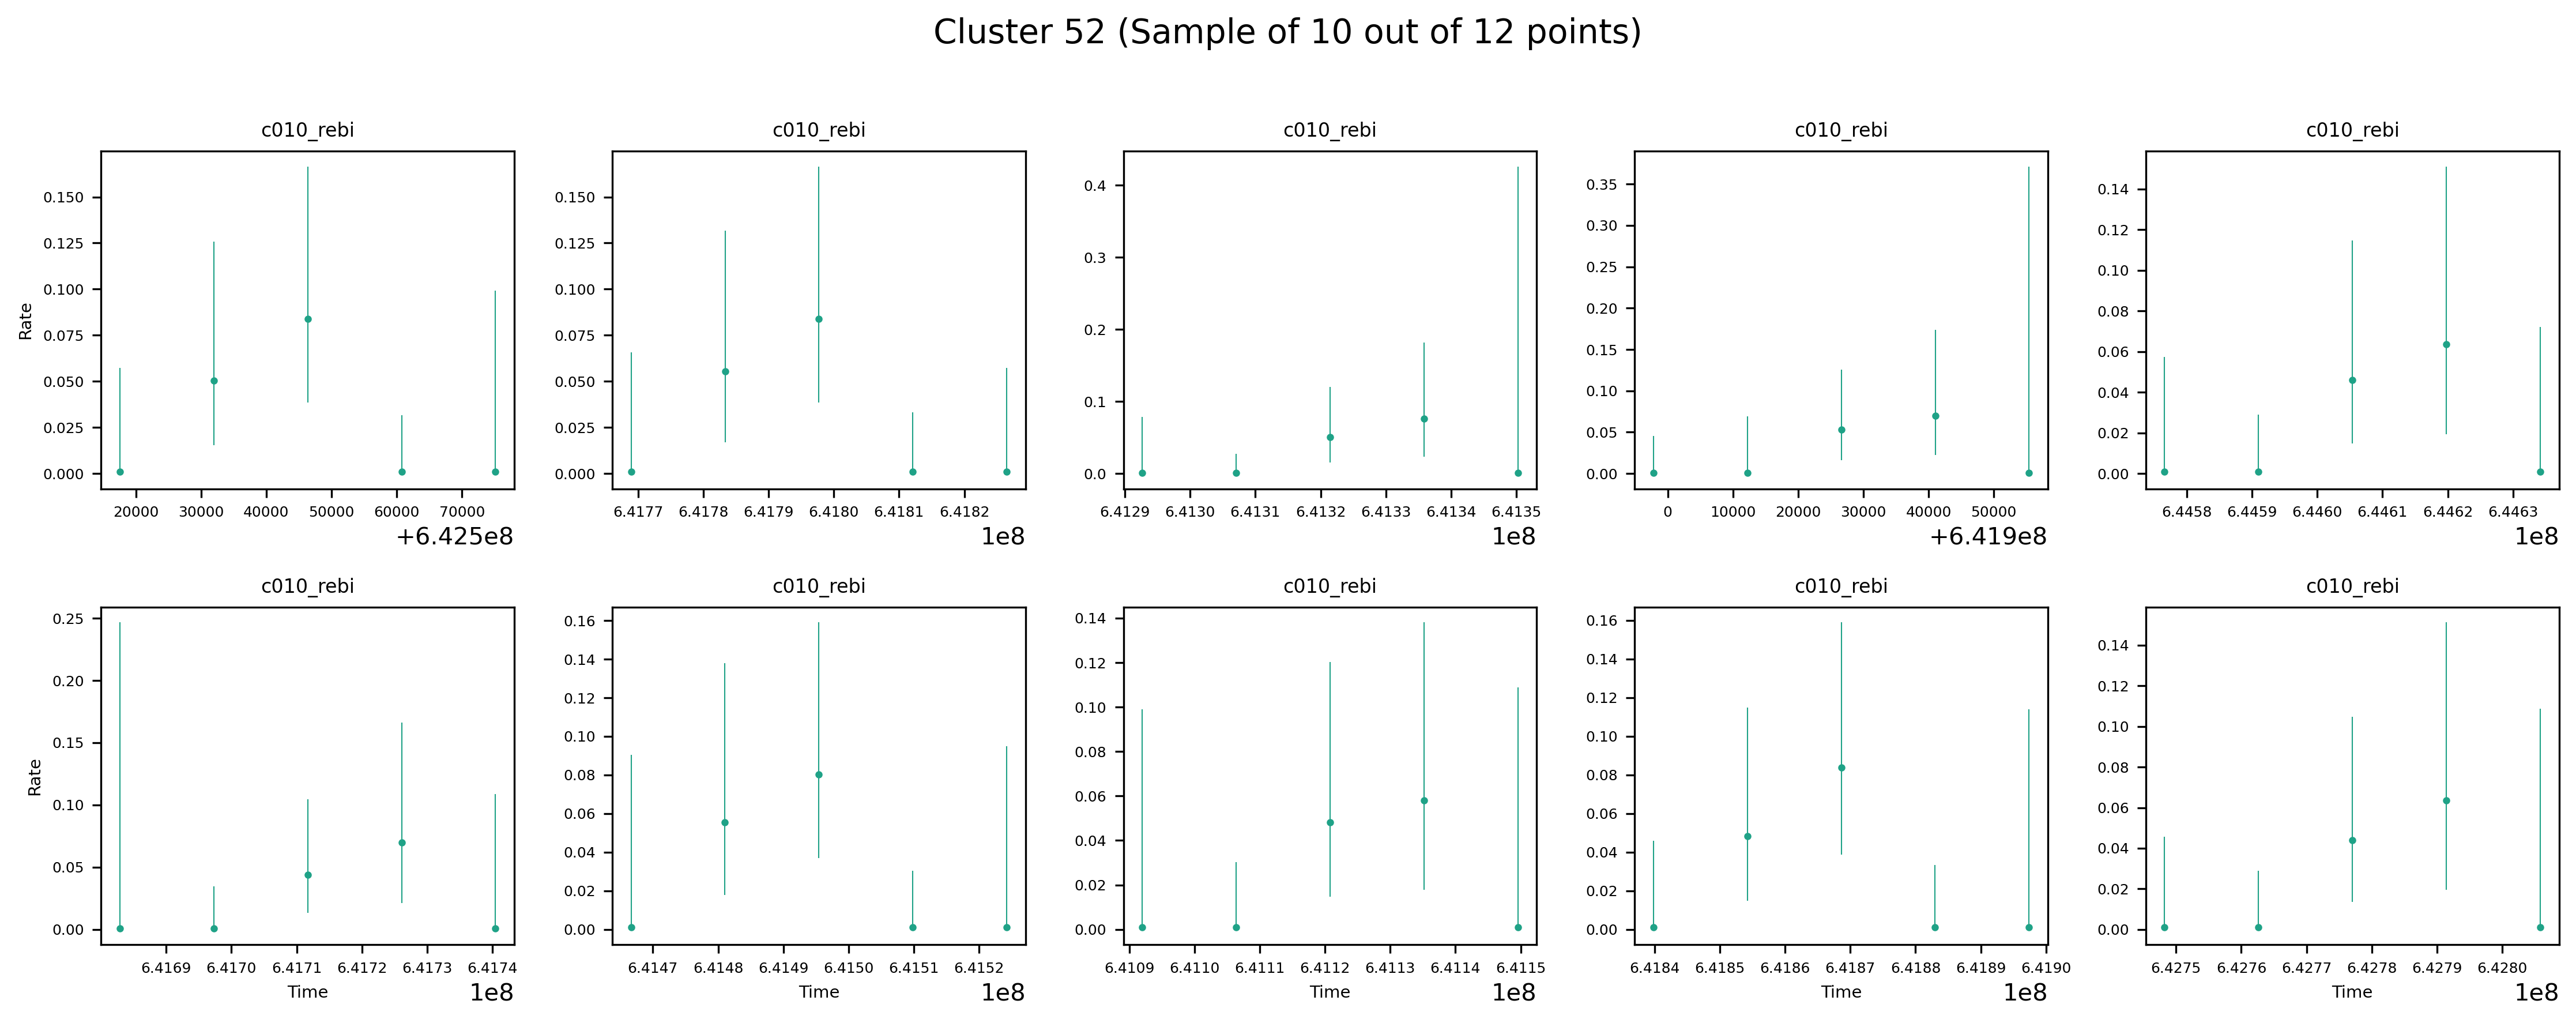 Cluster 52 (Sample of 10 out of 12 points)
c010_rebi c010_rebi c010_rebi c010_rebi c010_rebi
Rate
0.150 0.125 0.100 0.075 0.050 0.025 0.000
20000 30000 40000 50000 60000 70000
+6.425e8
0.150 0.125 0.100 0.075 0.050 0.025 0.000
6.4177 6.4178 6.4179 6.4180 6.4181 6.4182
1e8
0.4 0.3 0.2 0.1 0.0
6.4129 6.4130 6.4131 6.4132 6.4133 6.4134 6.4135
1e8
0.35 0.30 0.25 0.20 0.15 0.10 0.05 0.00
0 10000 20000 30000 40000 50000
+6.419e8
0.14 0.12 0.10 0.08 0.06 0.04 0.02 0.00
6.4458 6.4459 6.4460 6.4461 6.4462 6.4463
1e8
c010_rebi c010_rebi c010_rebi c010_rebi c010_rebi
Rate
0.25 0.20 0.15 0.10 0.05 0.00
6.4169 6.4170 6.4171 6.4172 6.4173 6.4174
Time 1e8
0.16 0.14 0.12 0.10 0.08 0.06 0.04 0.02 0.00
6.4147 6.4148 6.4149 6.4150 6.4151 6.4152
Time 1e8
0.14 0.12 0.10 0.08 0.06 0.04 0.02 0.00
6.4109 6.4110 6.4111 6.4112 6.4113 6.4114 6.4115
Time 1e8
0.16 0.14 0.12 0.10 0.08 0.06 0.04 0.02 0.00
6.4184 6.4185 6.4186 6.4187 6.4188 6.4189 6.4190
Time 1e8
0.14 0.12 0.10 0.08 0.06 0.04 0.02 0.00
6.4275 6.4276 6.4277 6.4278 6.4279 6.4280
Time 1e8